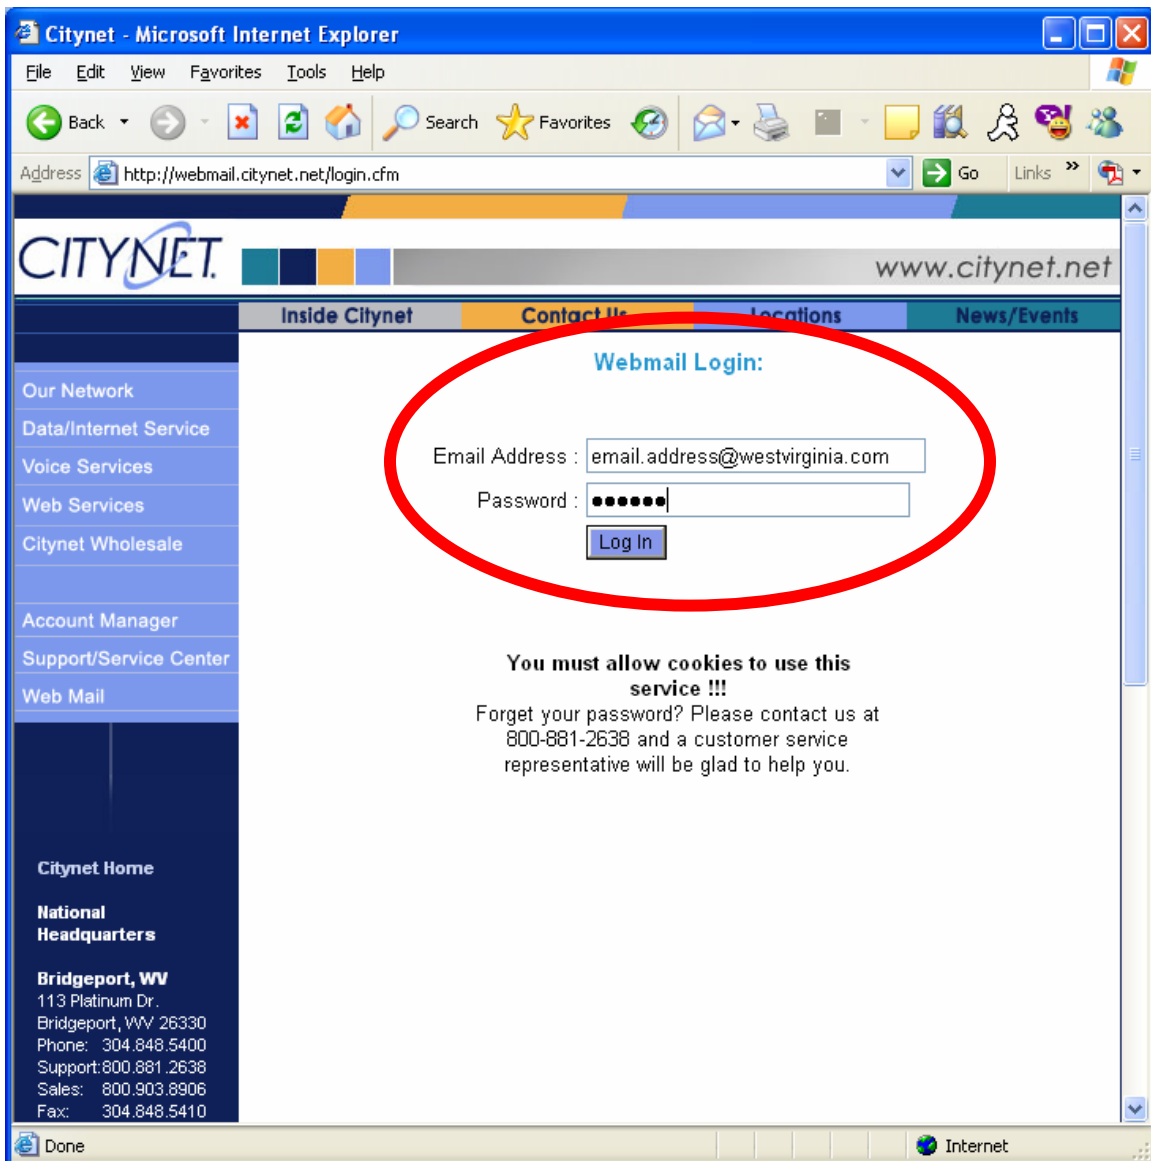 Citynet - Microsoft Internet Explorer
File Edit View Favorites Tools Help
Back Search Favorites
Address http://webmail.citynet.net/login.cfm Go Links »
CITYNET. www.citynet.net
Inside Citynet Contact Us Locations News/Events
Webmail Login:
Email Address : email.address@westvirginia.com
Password : ●●●●●●
Log In
You must allow cookies to use this
service !!!
Forget your password? Please contact us at
800-881-2638 and a customer service
representative will be glad to help you.
Our Network
Data/Internet Service
Voice Services
Web Services
Citynet Wholesale
Account Manager
Support/Service Center
Web Mail
Citynet Home
National
Headquarters
Bridgeport, WV
113 Platinum Dr.
Bridgeport, WV 26330
Phone: 304.848.5400
Support:800.881.2638
Sales: 800.903.8906
Fax: 304.848.5410
Done Internet